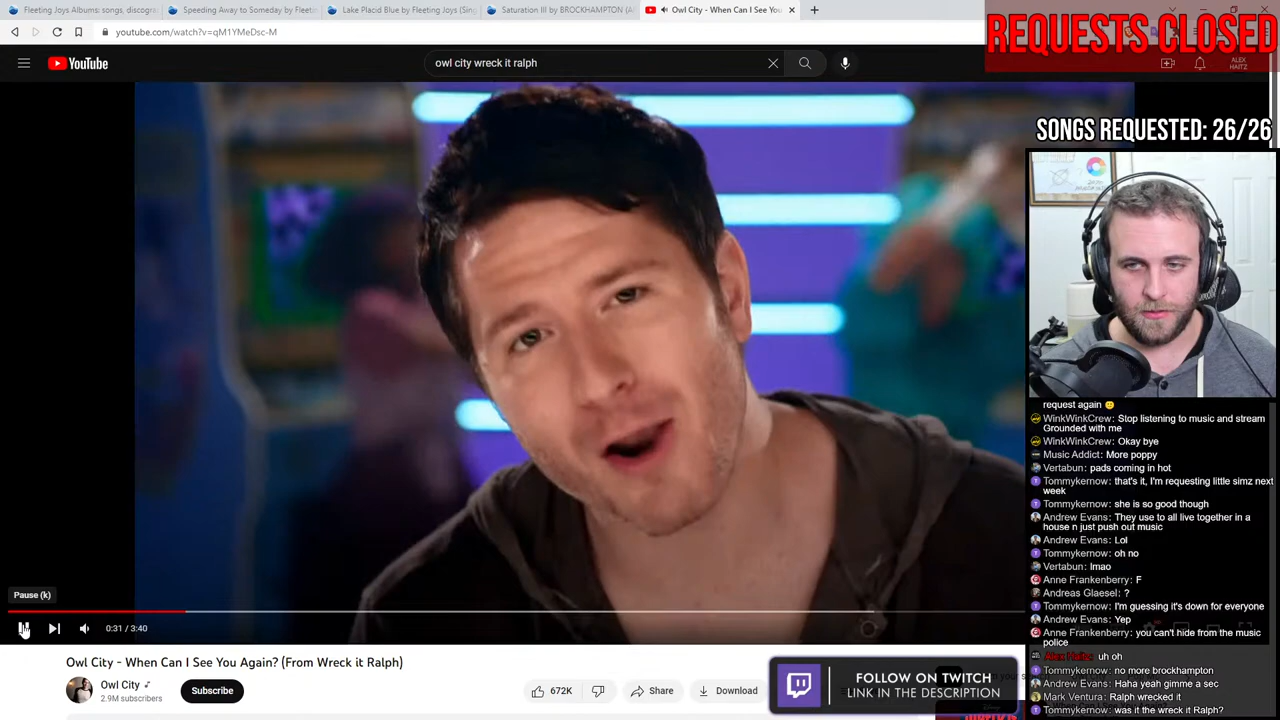 Fleeting Joys Albums: songs, discogra
Speeding Away to Someday by Fleetin
Lake Placid Blue by Fleeting Joys (Sin
Saturation III by BROCKHAMPTON (A
Owl City - When Can I See You
REQUESTS CLOSED
youtube.com/watch?v=qM1YMeDsc-M
YouTube
owl city wreck it ralph
ALEX
HAITZ
SONGS REQUESTED: 26/26
request again 🙂
WinkWinkCrew: Stop listening to music and stream
Grounded with me
WinkWinkCrew: Okay bye
Music Addict: More poppy
Vertabun: pads coming in hot
Tommykernow: that's it, I'm requesting little simz next
week
Tommykernow: she is so good though
Andrew Evans: They use to all live together in a
house n just push out music
Andrew Evans: Lol
Tommykernow: oh no
Vertabun: lmao
Anne Frankenberry: F
Andreas Glaesel: ?
Tommykernow: I'm guessing it's down for everyone
Andrew Evans: Yep
Anne Frankenberry: you can't hide from the music
police
Alex Haitz: uh oh
Tommykernow: no more brockhampton
Andrew Evans: Haha yeah gimme a sec
Mark Ventura: Ralph wrecked it
Tommykernow: was it the wreck it Ralph?
Pause (k)
0:31 / 3:40
Owl City - When Can I See You Again? (From Wreck it Ralph)
Owl City
2.9M subscribers
Subscribe
672K
Share
Download
FOLLOW ON TWITCH
LINK IN THE DESCRIPTION